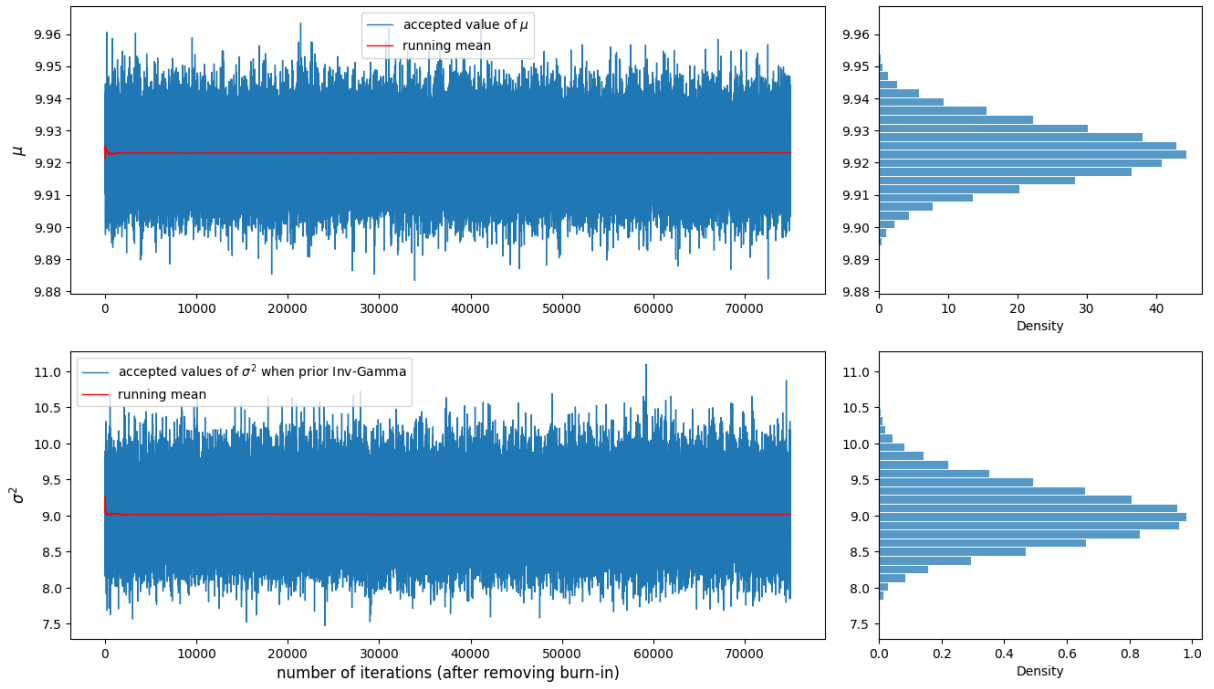 accepted value of μ
running mean
9.96
9.95
9.94
9.93
9.92
9.91
9.90
9.89
9.88
μ
0 10000 20000 30000 40000 50000 60000 70000
9.96
9.95
9.94
9.93
9.92
9.91
9.90
9.89
9.88
0 10 20 30 40
Density
accepted values of σ² when prior Inv-Gamma
running mean
11.0
10.5
10.0
9.5
9.0
8.5
8.0
7.5
σ²
0 10000 20000 30000 40000 50000 60000 70000
number of iterations (after removing burn-in)
11.0
10.5
10.0
9.5
9.0
8.5
8.0
7.5
0.0 0.2 0.4 0.6 0.8 1.0
Density